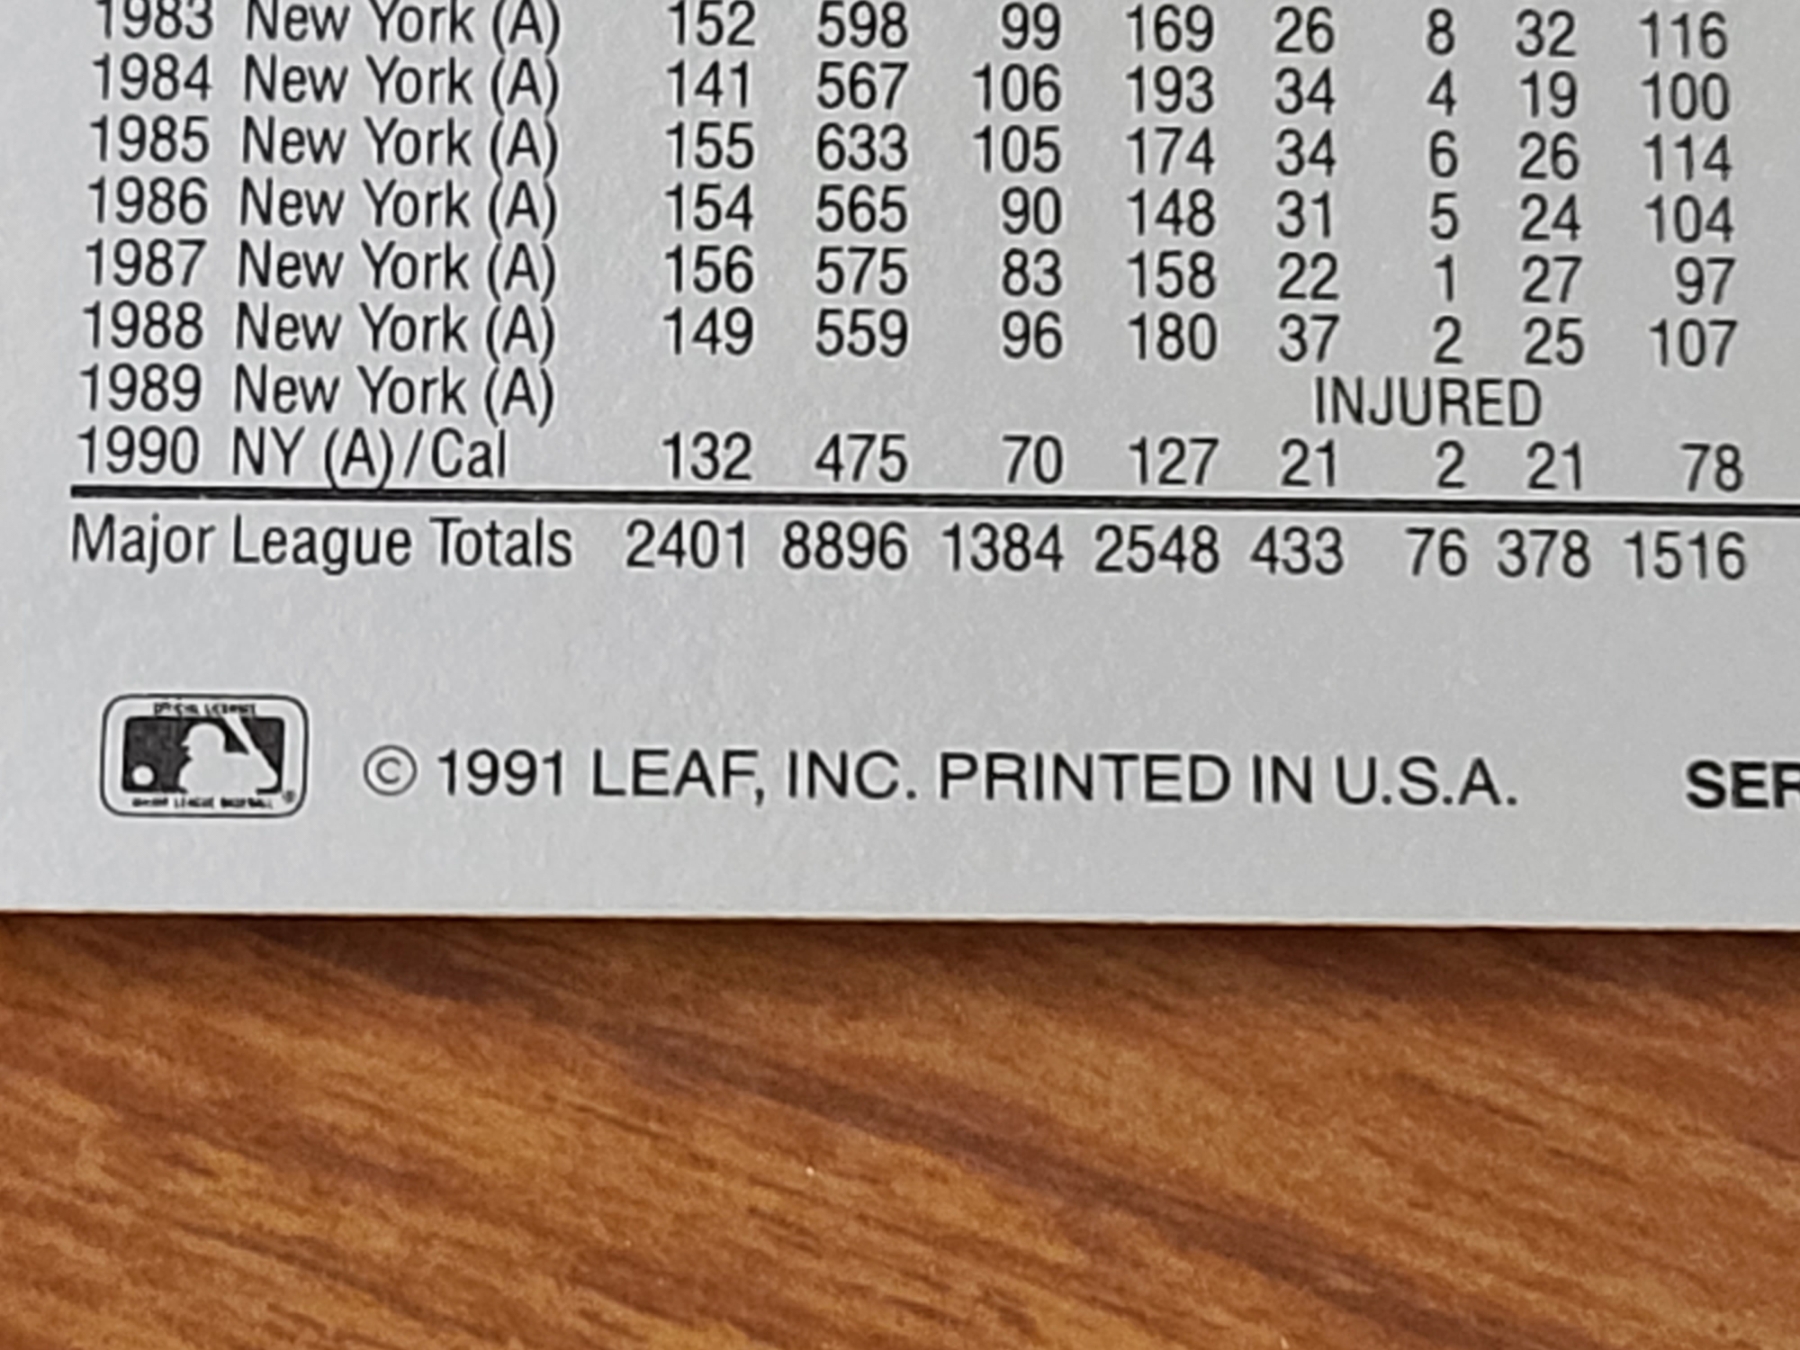 1983 New York (A) 152 598 99 169 26 8 32 116
1984 New York (A) 141 567 106 193 34 4 19 100
1985 New York (A) 155 633 105 174 34 6 26 114
1986 New York (A) 154 565 90 148 31 5 24 104
1987 New York (A) 156 575 83 158 22 1 27 97
1988 New York (A) 149 559 96 180 37 2 25 107
1989 New York (A) INJURED
1990 NY (A)/Cal 132 475 70 127 21 2 21 78
Major League Totals 2401 8896 1384 2548 433 76 378 1516
© 1991 LEAF, INC. PRINTED IN U.S.A.
SER